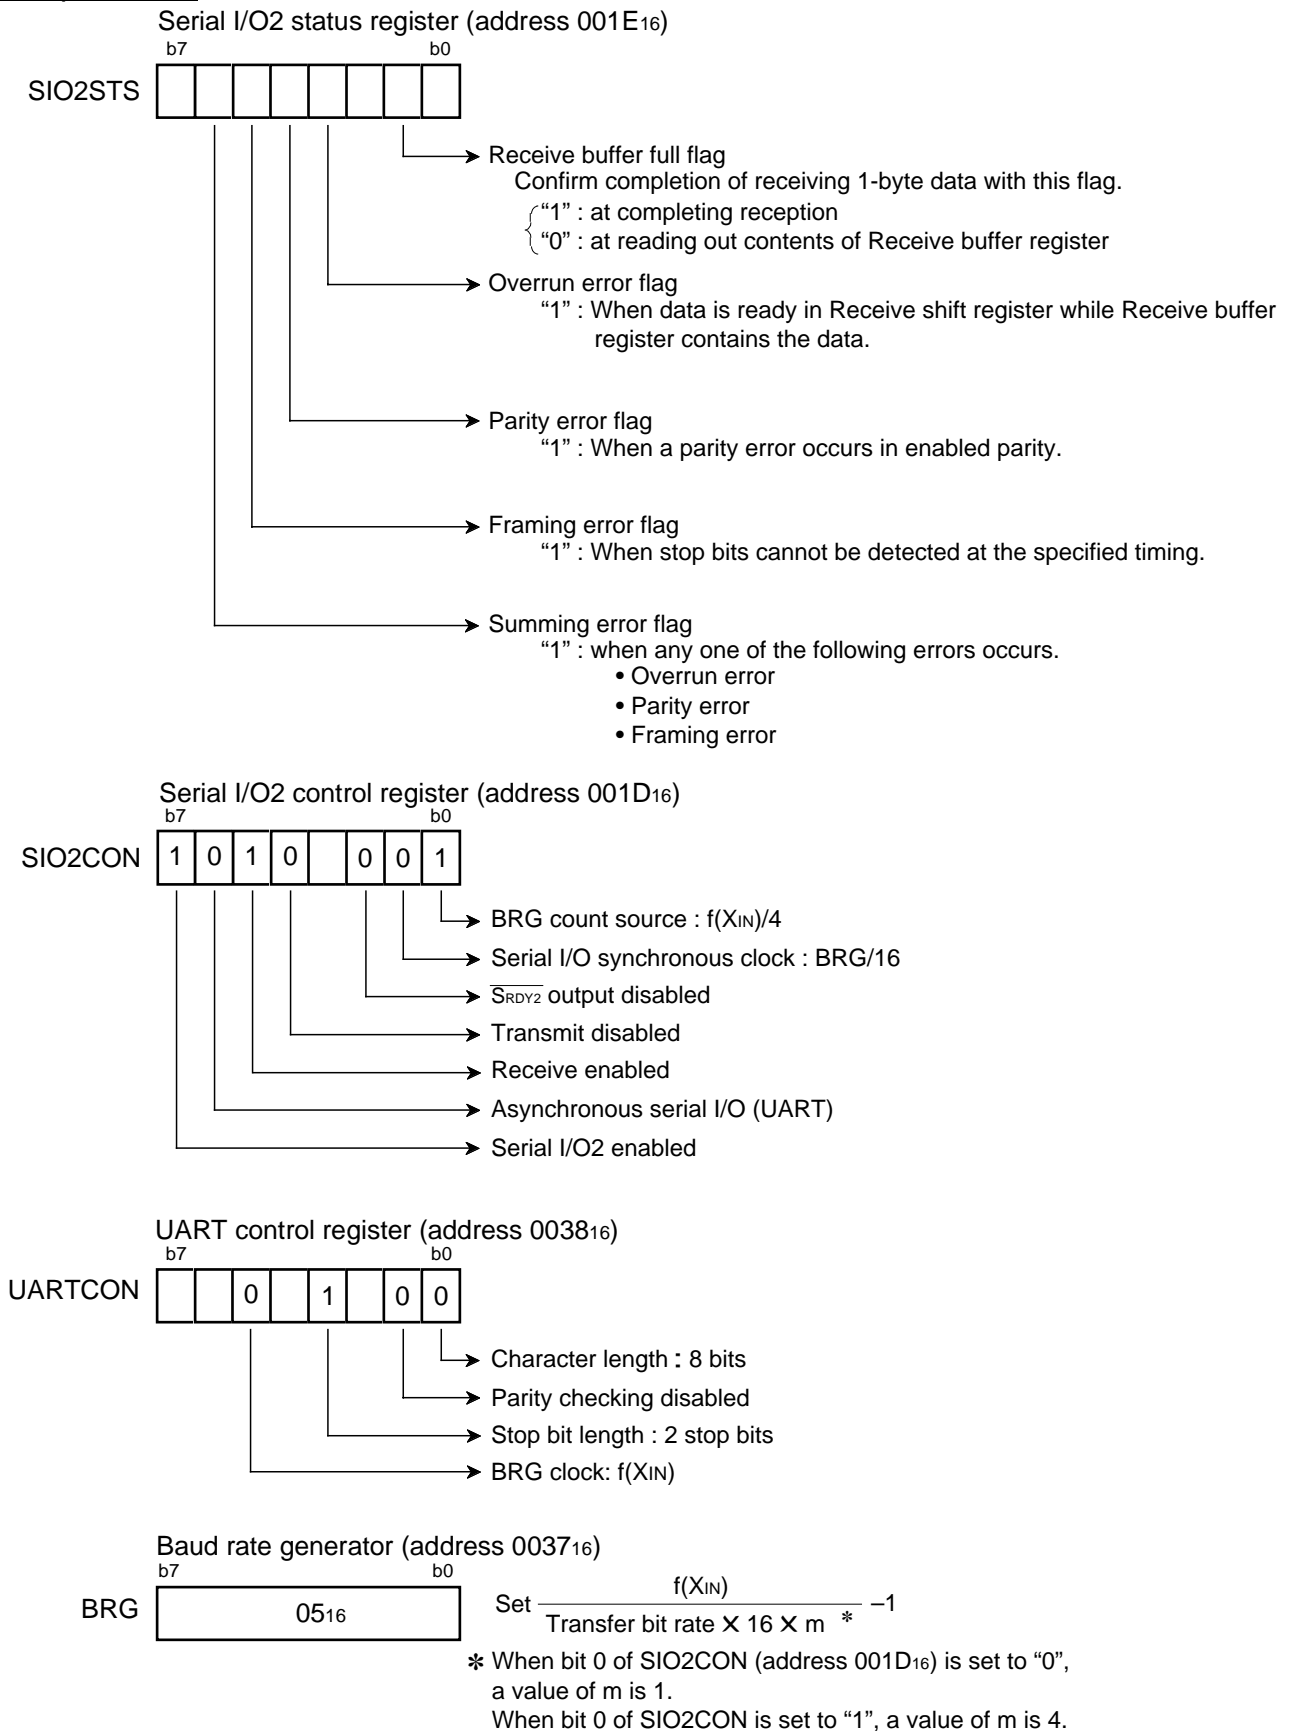 Serial I/O2 status register (address 001E16)
b7 b0
SIO2STS
Receive buffer full flag
Confirm completion of receiving 1-byte data with this flag.
“1” : at completing reception
“0” : at reading out contents of Receive buffer register
Overrun error flag
“1” : When data is ready in Receive shift register while Receive buffer
register contains the data.
Parity error flag
“1” : When a parity error occurs in enabled parity.
Framing error flag
“1” : When stop bits cannot be detected at the specified timing.
Summing error flag
“1” : when any one of the following errors occurs.
• Overrun error
• Parity error
• Framing error
Serial I/O2 control register (address 001D16)
b7 b0
SIO2CON 1 0 1 0 0 0 1
BRG count source : f(XIN)/4
Serial I/O synchronous clock : BRG/16
SRDY2 output disabled
Transmit disabled
Receive enabled
Asynchronous serial I/O (UART)
Serial I/O2 enabled
UART control register (address 003816)
b7 b0
UARTCON 0 1 0 0
Character length : 8 bits
Parity checking disabled
Stop bit length : 2 stop bits
BRG clock: f(XIN)
Baud rate generator (address 003716)
b7 b0
BRG 0516
Set f(XIN) –1
Transfer bit rate ✕ 16 ✕ m ✻
✻ When bit 0 of SIO2CON (address 001D16) is set to “0”,
a value of m is 1.
When bit 0 of SIO2CON is set to “1”, a value of m is 4.